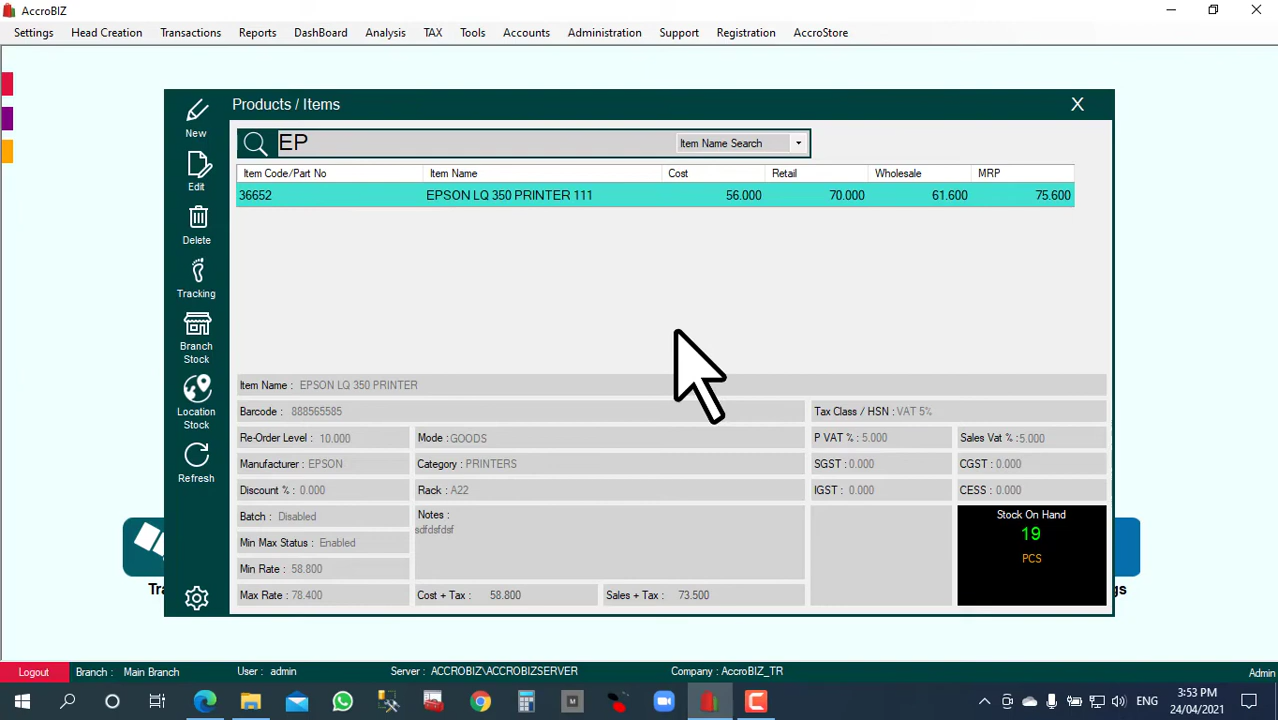 AccroBIZ
Settings Head Creation Transactions Reports DashBoard Analysis TAX Tools Accounts Administration Support Registration AccroStore
Products / Items X
New
Edit
Delete
Tracking
Branch
Stock
Location
Stock
Refresh
EP Item Name Search
Item Code/Part No Item Name Cost Retail Wholesale MRP
36652 EPSON LQ 350 PRINTER 111 56.000 70.000 61.600 75.600
Item Name : EPSON LQ 350 PRINTER
Barcode : 888565585 Tax Class / HSN : VAT 5%
Re-Order Level : 10.000 Mode : GOODS P VAT % : 5.000 Sales Vat % : 5.000
Manufacturer : EPSON Category : PRINTERS SGST : 0.000 CGST : 0.000
Discount % : 0.000 Rack : A22 IGST : 0.000 CESS : 0.000
Batch : Disabled Notes : Stock On Hand
sdfdsfdsf 19
Min Max Status : Enabled PCS
Min Rate : 58.800
Max Rate : 78.400 Cost + Tax : 58.800 Sales + Tax : 73.500
Logout Branch : Main Branch User : admin Server : ACCROBIZ\ACCROBIZSERVER Company : AccroBIZ_TR Admin
M ENG 3:53 PM
24/04/2021